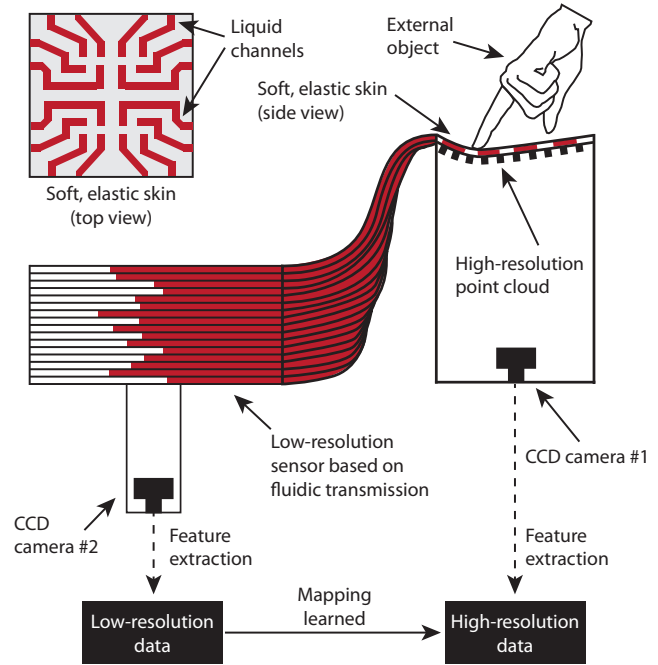 Liquid
channels
External
object
Soft, elastic skin
(side view)
Soft, elastic skin
(top view)
High-resolution
point cloud
Low-resolution
sensor based on
fluidic transmission
CCD camera #1
CCD
camera #2
Feature
extraction
Feature
extraction
Mapping
learned
Low-resolution
data
High-resolution
data